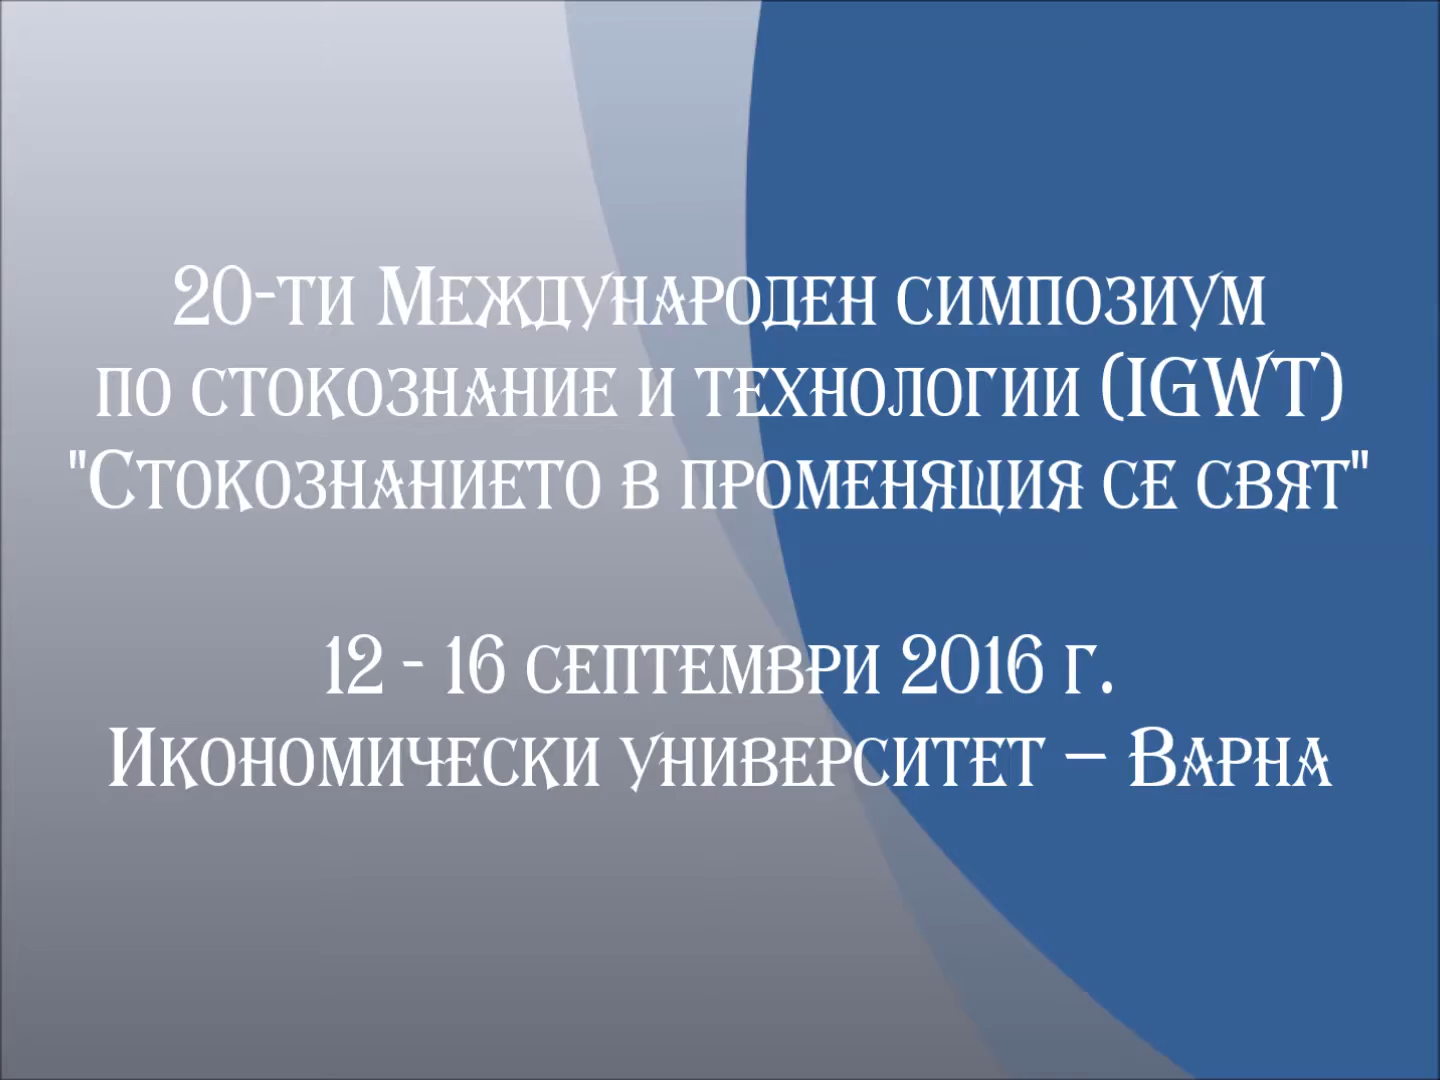 20-ти Международен симпозиум
по стокознание и технологии (IGWT)
"Стокознанието в променящия се свят"
12 - 16 септември 2016 г.
Икономически университет – Варна